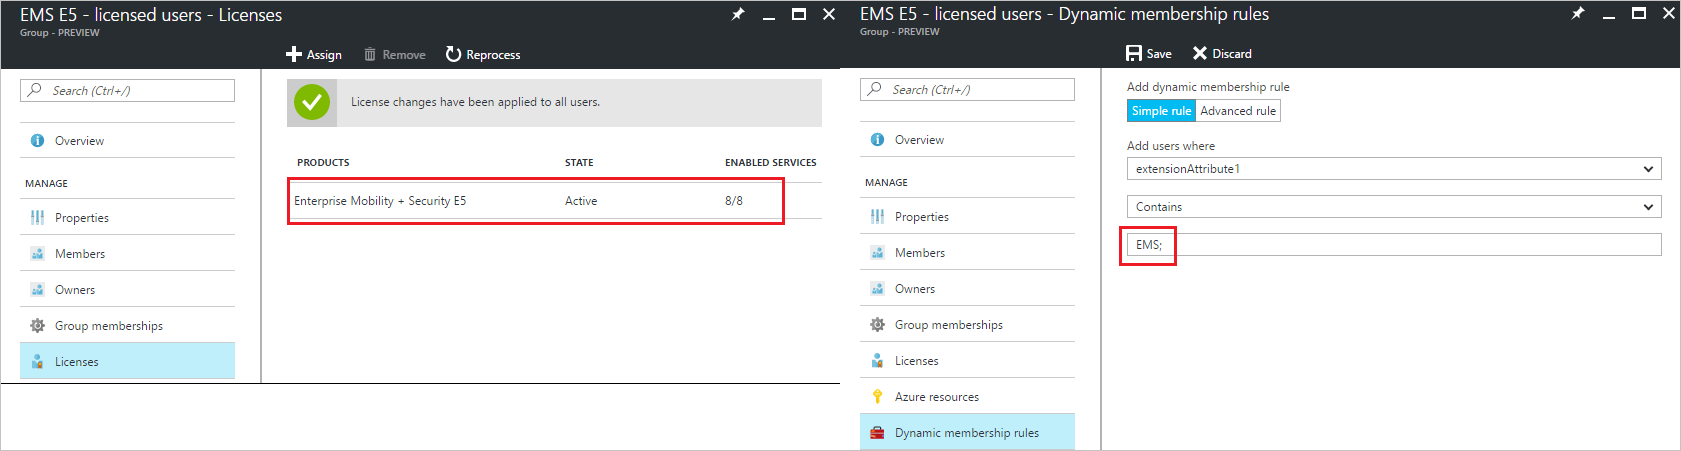 EMS E5 - licensed users - Licenses
Group - PREVIEW
Assign
Remove
Reprocess
Search (Ctrl+/)
Overview
MANAGE
Properties
Members
Owners
Group memberships
Licenses
License changes have been applied to all users.
PRODUCTS STATE ENABLED SERVICES
Enterprise Mobility + Security E5 Active 8/8
EMS E5 - licensed users - Dynamic membership rules
Group - PREVIEW
Save
Discard
Search (Ctrl+/)
Overview
MANAGE
Properties
Members
Owners
Group memberships
Licenses
Azure resources
Dynamic membership rules
Add dynamic membership rule
Simple rule Advanced rule
Add users where
extensionAttribute1
Contains
EMS;